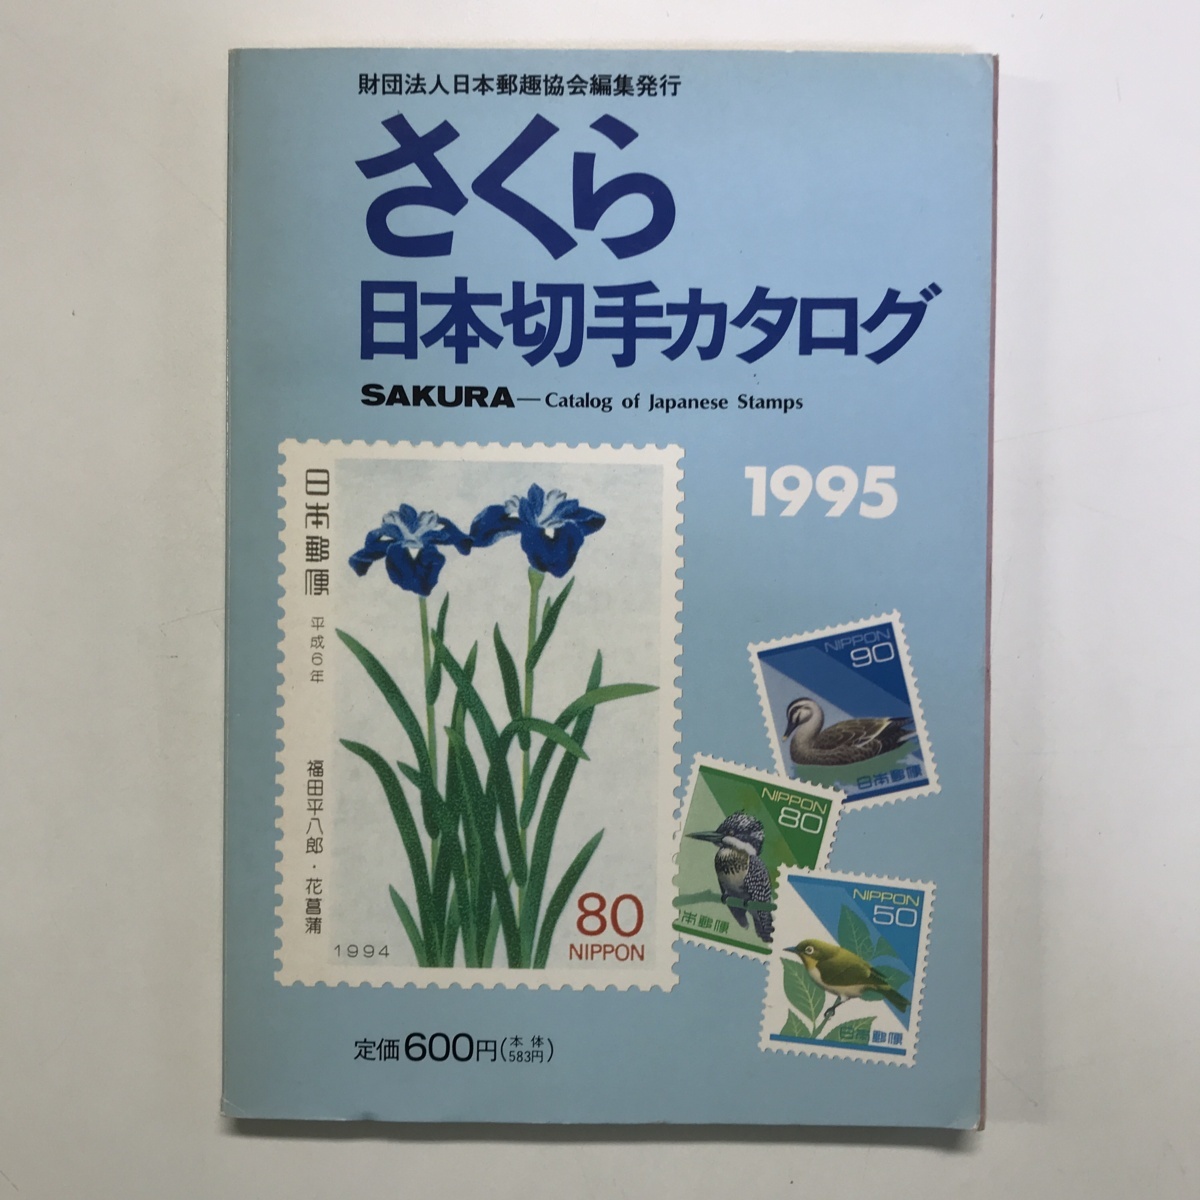 財団法人日本郵趣協会編集発行
さくら
日本切手カタログ
SAKURA—Catalog of Japanese Stamps
1995
日本郵便
平成6年
福田平八郎・花菖蒲
1994
80
NIPPON
NIPPON
90
日本郵便
NIPPON
80
本郵便
NIPPON
50
日本郵便
定価600円(本体583円)